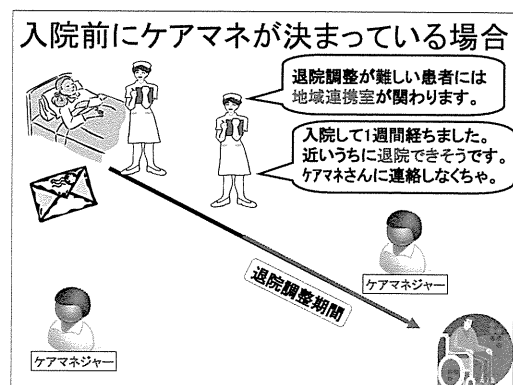 入院前にケアマネが決まっている場合
退院調整が難しい患者には
地域連携室が関わります。
入院して1週間経ちました。
近いうちに退院できそうです。
ケアマネさんに連絡しなくちゃ。
ケアマネジャー
退院調整期間
ケアマネジャー